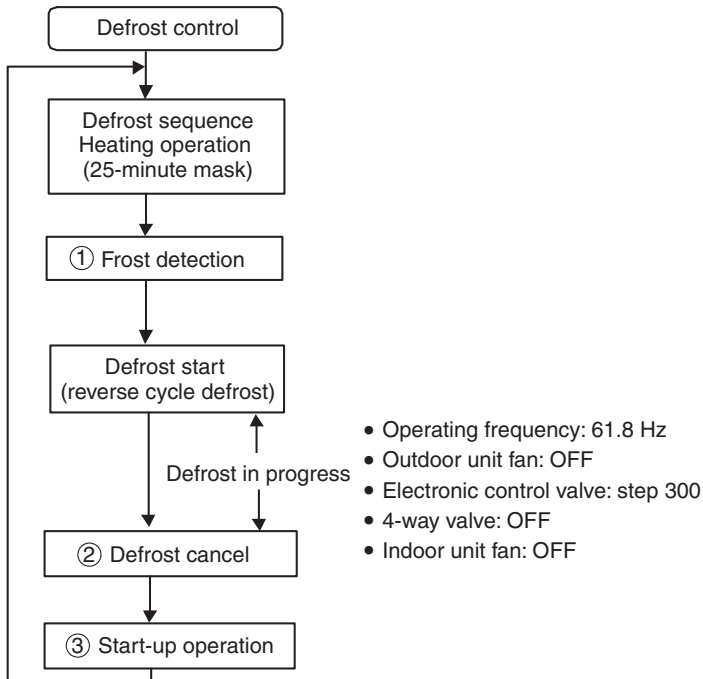 Defrost control
Defrost sequence
Heating operation
(25-minute mask)
① Frost detection
Defrost start
(reverse cycle defrost)
Defrost in progress
• Operating frequency: 61.8 Hz
• Outdoor unit fan: OFF
• Electronic control valve: step 300
• 4-way valve: OFF
• Indoor unit fan: OFF
② Defrost cancel
③ Start-up operation